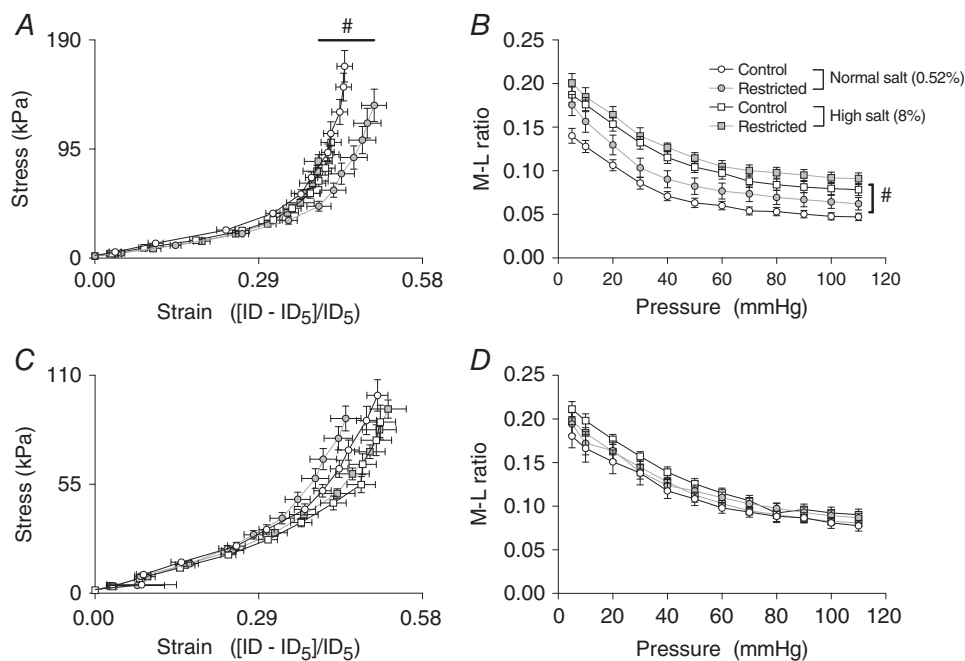 A
#
190
95
0
0.00
0.29
0.58
Stress (kPa)
Strain ([ID - ID5]/ID5)
B
0.25
0.20
0.15
0.10
0.05
0.00
0 20 40 60 80 100 120
M-L ratio
Pressure (mmHg)
Control
Restricted
Normal salt (0.52%)
Control
Restricted
High salt (8%)
#
C
110
55
0
0.00
0.29
0.58
Stress (kPa)
Strain ([ID - ID5]/ID5)
D
0.25
0.20
0.15
0.10
0.05
0.00
0 20 40 60 80 100 120
M-L ratio
Pressure (mmHg)